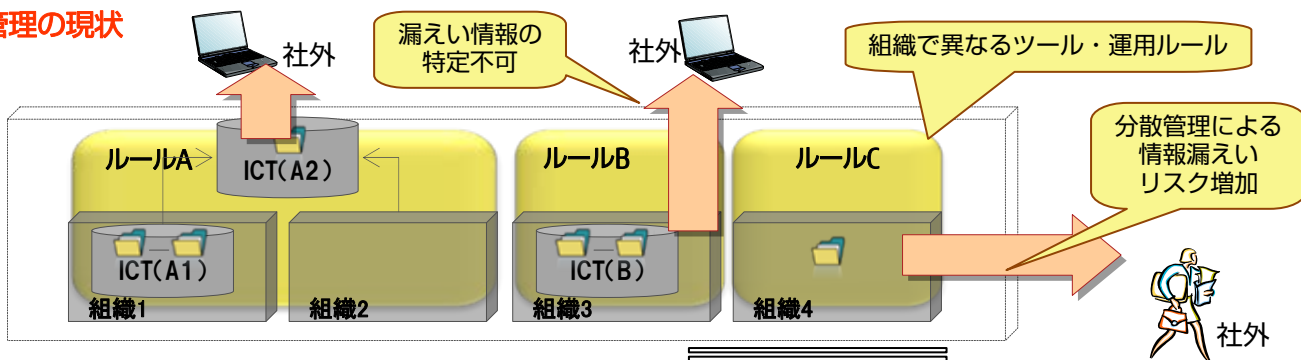 管理の現状
社外
漏えい情報の
特定不可
社外
組織で異なるツール・運用ルール
分散管理による
情報漏えい
リスク増加
ルールA
ICT(A2)
ルールB
ルールC
ICT(A1)
ICT(B)
組織1
組織2
組織3
組織4
社外